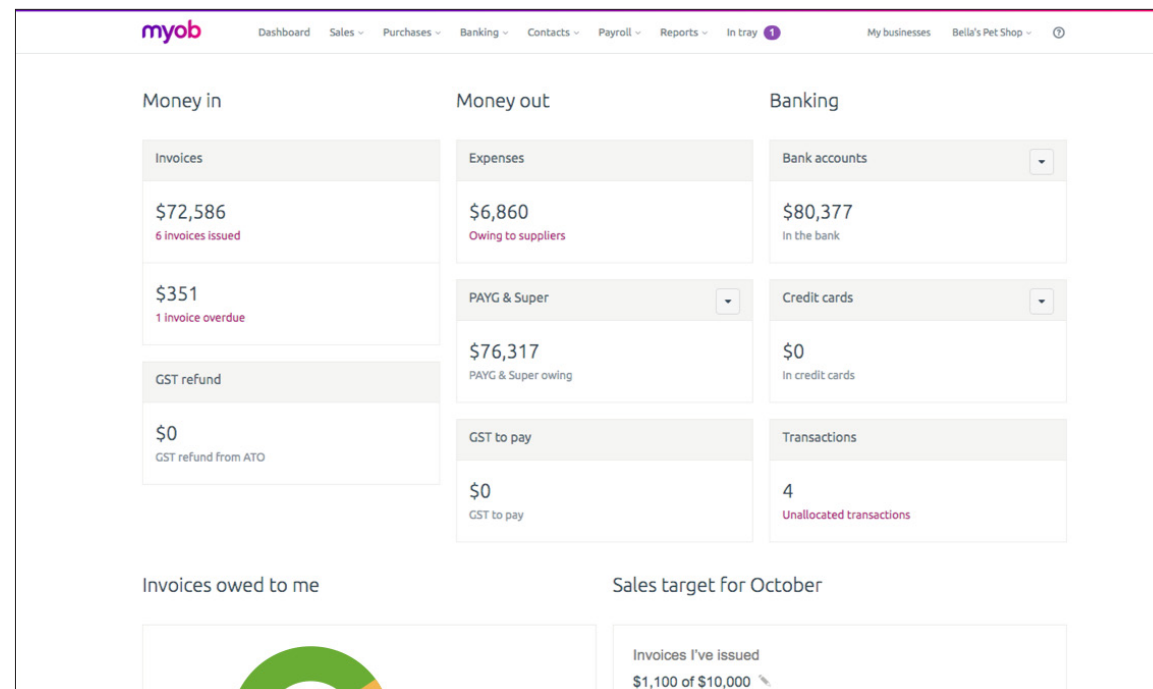 myob Dashboard Sales Purchases Banking Contacts Payroll Reports In tray 1 My businesses Bella's Pet Shop ?
Money in
Invoices
$72,586
6 invoices issued
$351
1 invoice overdue
GST refund
$0
GST refund from ATO
Money out
Expenses
$6,860
Owing to suppliers
PAYG & Super
$76,317
PAYG & Super owing
GST to pay
$0
GST to pay
Banking
Bank accounts
$80,377
In the bank
Credit cards
$0
In credit cards
Transactions
4
Unallocated transactions
Invoices owed to me
Sales target for October
Invoices I've issued
$1,100 of $10,000